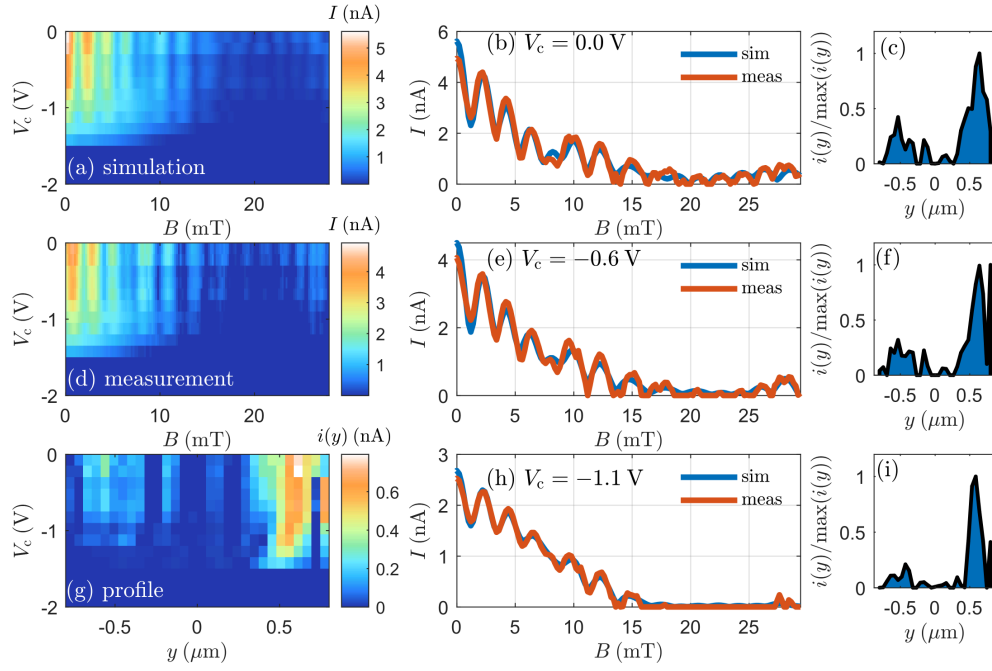 I (nA)
0
-1
-2
V_c (V)
(a) simulation
0
10
20
B (mT)
5
4
3
2
1
(b) V_c = 0.0 V
sim
meas
6
4
2
0
I (nA)
0
5
10
15
20
25
B (mT)
(c)
1
0.5
0
i(y)/max(i(y))
-0.5
0
0.5
y (μm)
I (nA)
0
-1
-2
V_c (V)
(d) measurement
0
10
20
B (mT)
4
3
2
1
(e) V_c = −0.6 V
sim
meas
4
2
0
I (nA)
0
5
10
15
20
25
B (mT)
(f)
1
0.5
0
i(y)/max(i(y))
-0.5
0
0.5
y (μm)
i(y) (nA)
0
-1
-2
V_c (V)
(g) profile
-0.5
0
0.5
y (μm)
0.6
0.4
0.2
0
(h) V_c = −1.1 V
sim
meas
3
2
1
0
I (nA)
0
5
10
15
20
25
B (mT)
(i)
1
0.5
0
i(y)/max(i(y))
-0.5
0
0.5
y (μm)